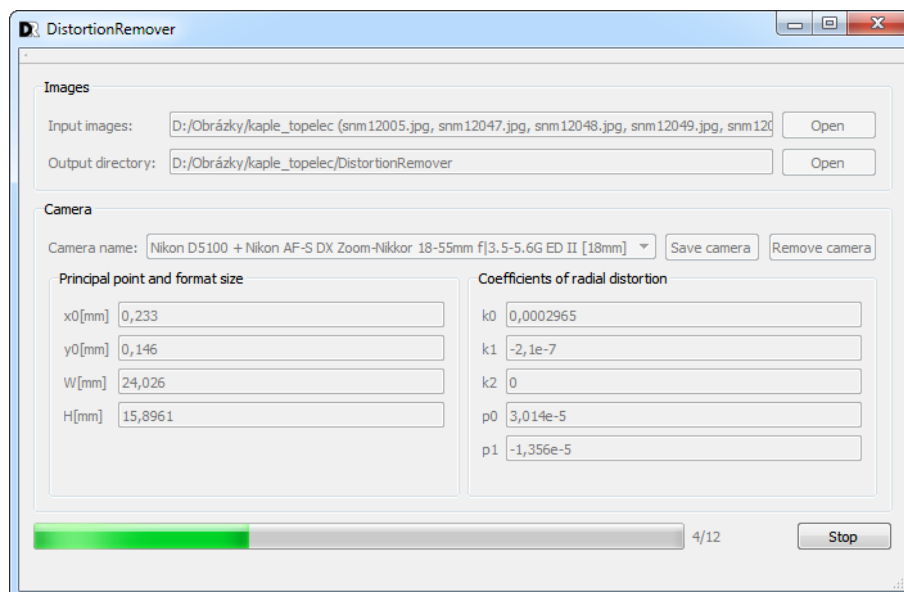 DR DistortionRemover
Images
Input images: D:/Obrázky/kaple_topelec (snm12005.jpg, snm12047.jpg, snm12048.jpg, snm12049.jpg, snm120 Open
Output directory: D:/Obrázky/kaple_topelec/DistortionRemover Open
Camera
Camera name: Nikon D5100 + Nikon AF-S DX Zoom-Nikkor 18-55mm f|3.5-5.6G ED II [18mm] Save camera Remove camera
Principal point and format size
x0[mm] 0,233
y0[mm] 0,146
W[mm] 24,026
H[mm] 15,8961
Coefficients of radial distortion
k0 0,0002965
k1 -2,1e-7
k2 0
p0 3,014e-5
p1 -1,356e-5
4/12 Stop